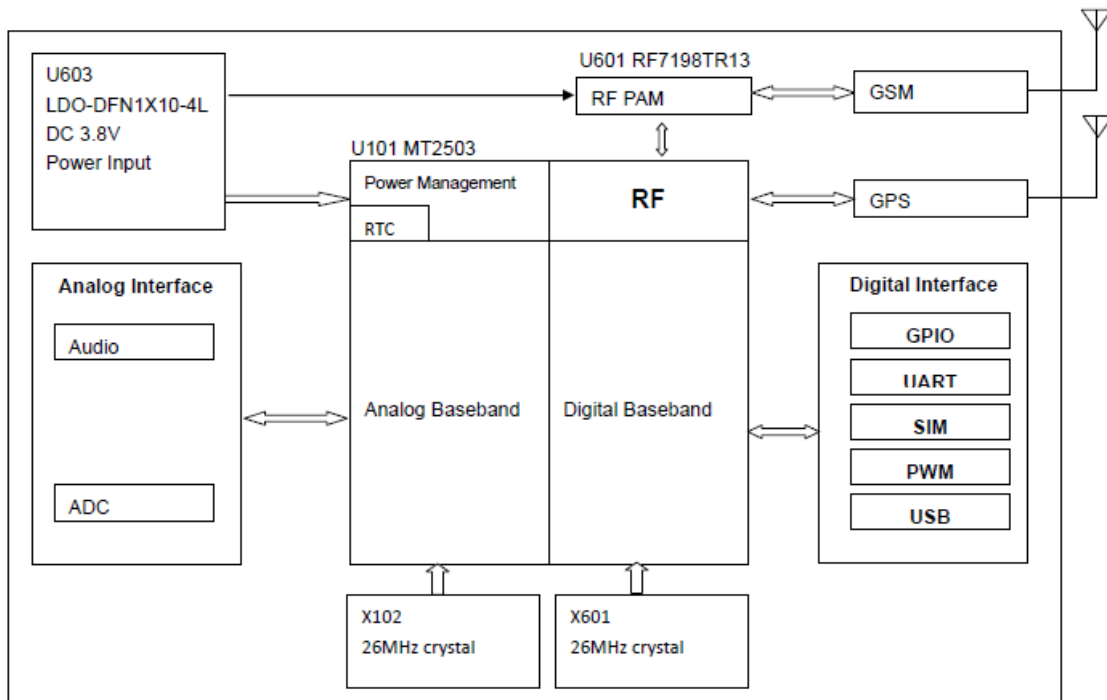 U603
LDO-DFN1X10-4L
DC 3.8V
Power Input
U601 RF7198TR13
RF PAM
GSM
U101 MT2503
Power Management
RTC
RF
GPS
Analog Interface
Audio
ADC
Analog Baseband
Digital Baseband
Digital Interface
GPIO
UART
SIM
PWM
USB
X102
26MHz crystal
X601
26MHz crystal